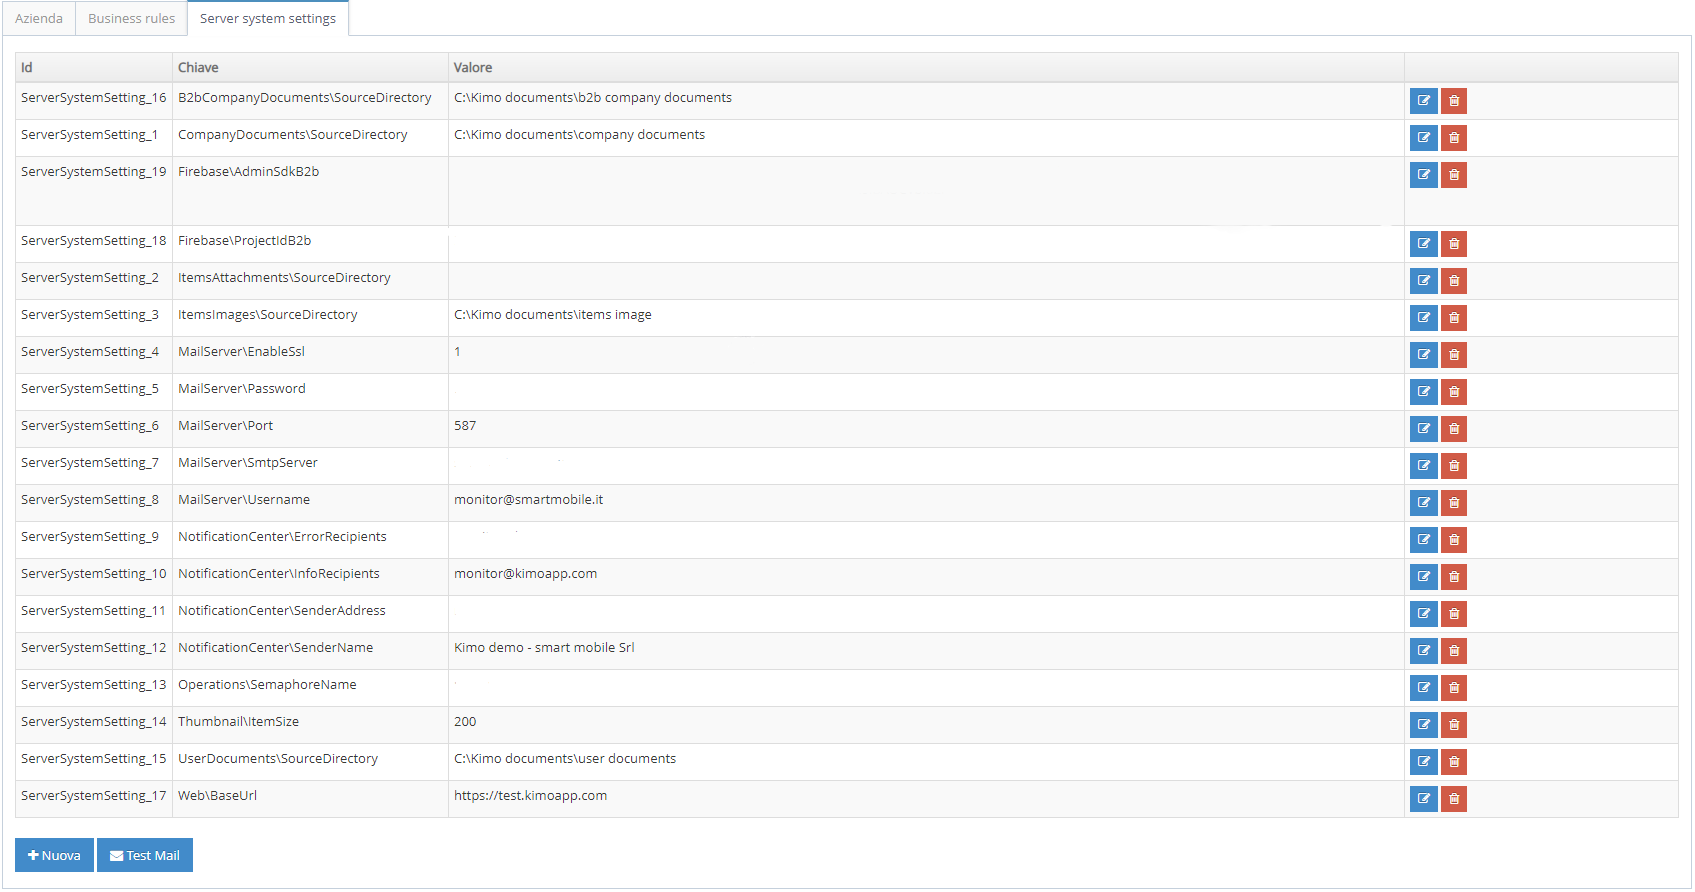 Azienda Business rules Server system settings
Id Chiave Valore
ServerSystemSetting_16 B2bCompanyDocuments\SourceDirectory C:\Kimo documents\b2b company documents
ServerSystemSetting_1 CompanyDocuments\SourceDirectory C:\Kimo documents\company documents
ServerSystemSetting_19 Firebase\AdminSdkB2b
ServerSystemSetting_18 Firebase\ProjectIdB2b
ServerSystemSetting_2 ItemsAttachments\SourceDirectory
ServerSystemSetting_3 ItemsImages\SourceDirectory C:\Kimo documents\items image
ServerSystemSetting_4 MailServer\EnableSsl 1
ServerSystemSetting_5 MailServer\Password
ServerSystemSetting_6 MailServer\Port 587
ServerSystemSetting_7 MailServer\SmtpServer
ServerSystemSetting_8 MailServer\Username monitor@smartmobile.it
ServerSystemSetting_9 NotificationCenter\ErrorRecipients
ServerSystemSetting_10 NotificationCenter\InfoRecipients monitor@kimoapp.com
ServerSystemSetting_11 NotificationCenter\SenderAddress
ServerSystemSetting_12 NotificationCenter\SenderName Kimo demo - smart mobile Srl
ServerSystemSetting_13 Operations\SemaphoreName
ServerSystemSetting_14 Thumbnail\ItemSize 200
ServerSystemSetting_15 UserDocuments\SourceDirectory C:\Kimo documents\user documents
ServerSystemSetting_17 Web\BaseUrl https://test.kimoapp.com
Nuova Test Mail